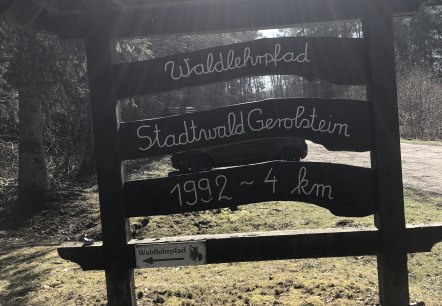 Waldlehrpfad
Stadtwald Gerolstein
1992 ~ 4 km
Waldlehrpfad